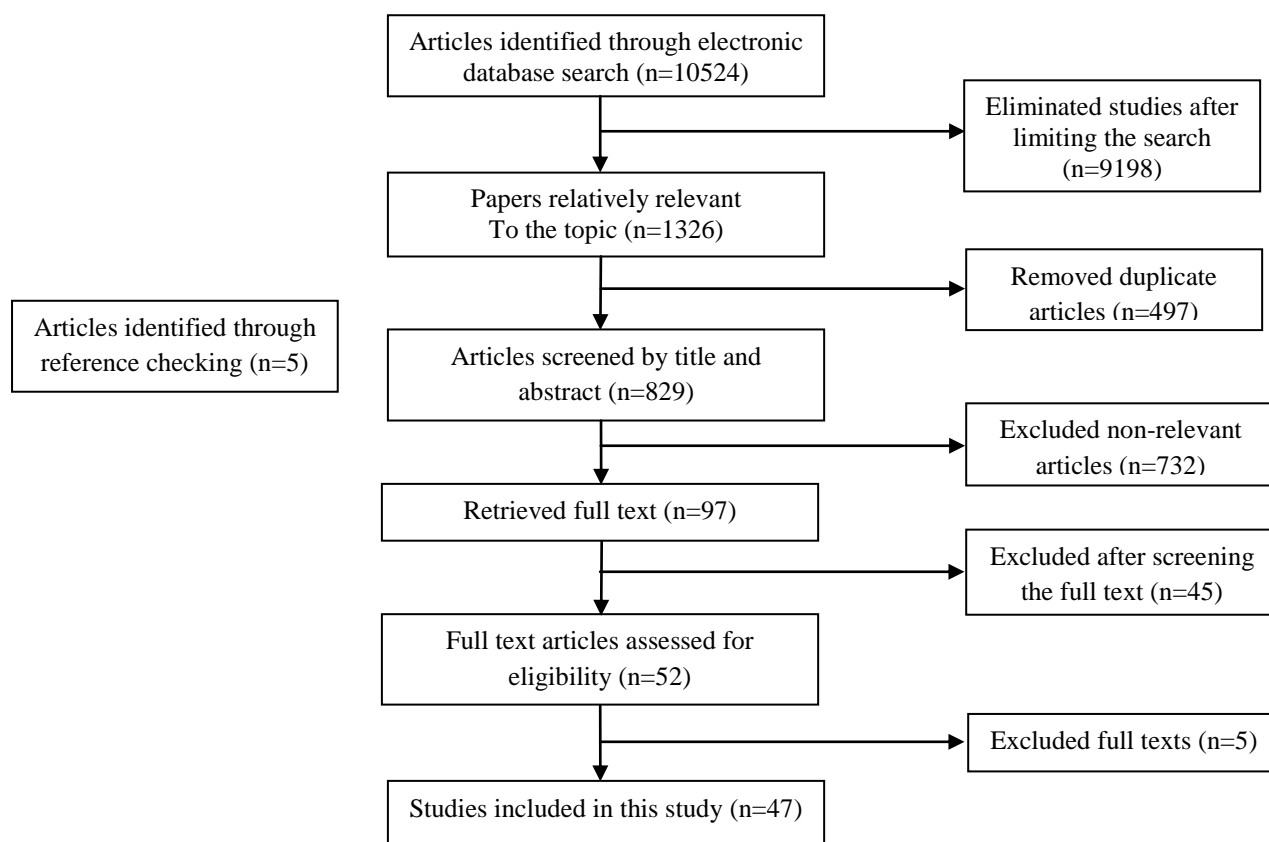 Articles identified through electronic
database search (n=10524)
Eliminated studies after
limiting the search
(n=9198)
Papers relatively relevant
To the topic (n=1326)
Removed duplicate
articles (n=497)
Articles identified through
reference checking (n=5)
Articles screened by title and
abstract (n=829)
Excluded non-relevant
articles (n=732)
Retrieved full text (n=97)
Excluded after screening
the full text (n=45)
Full text articles assessed for
eligibility (n=52)
Excluded full texts (n=5)
Studies included in this study (n=47)